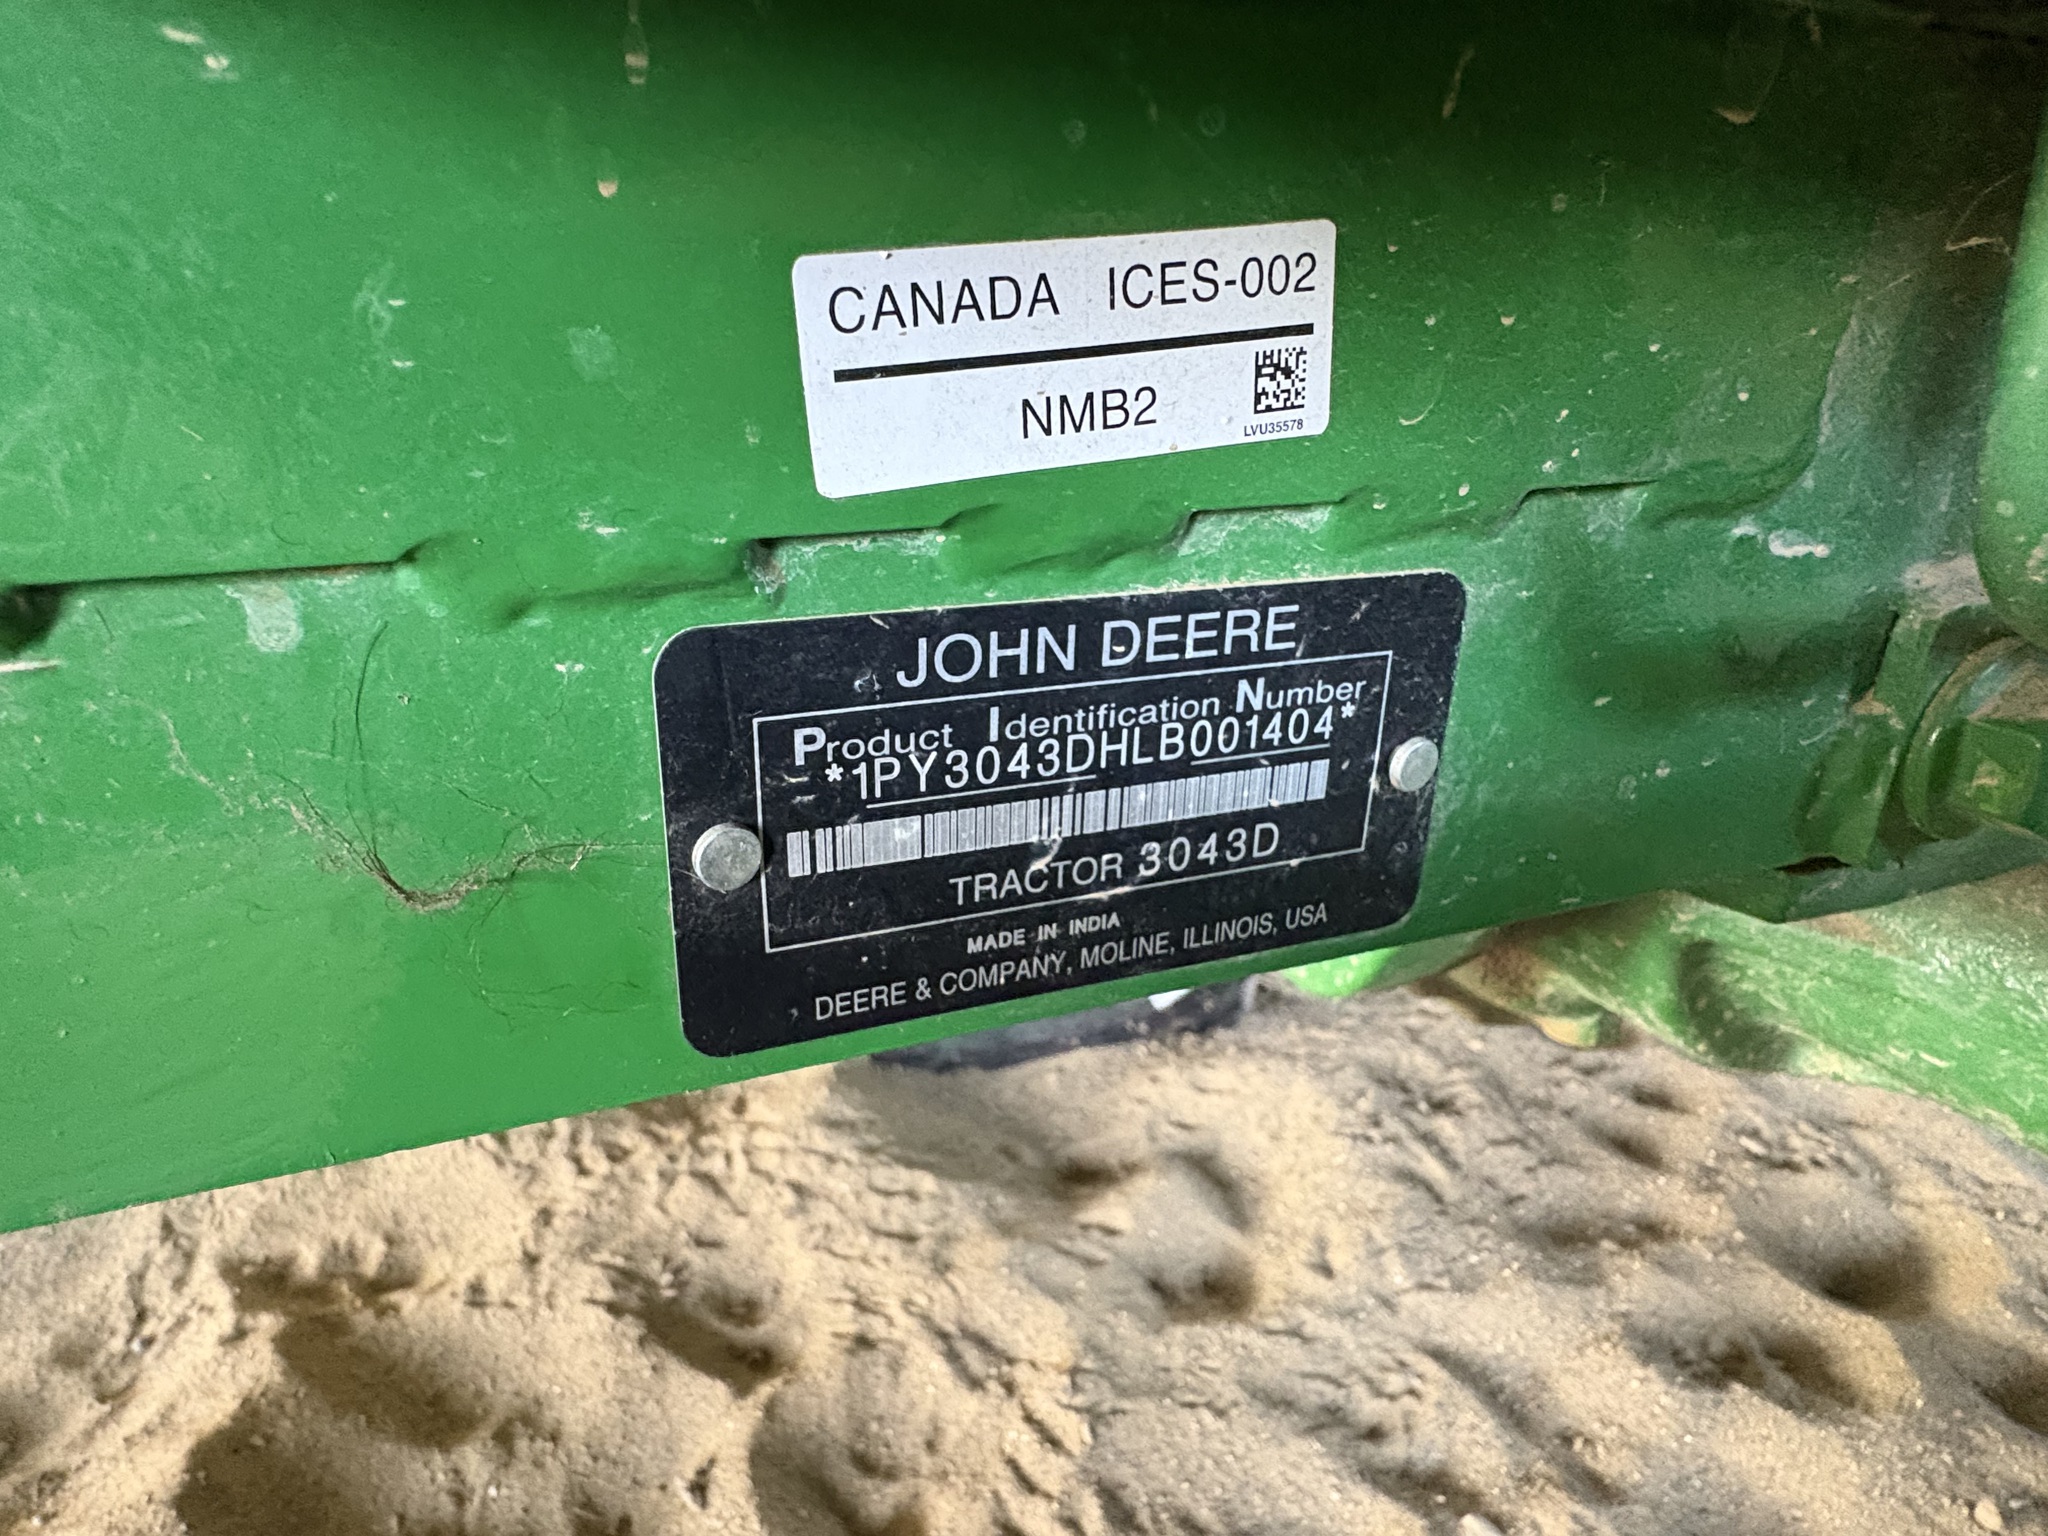 CANADA ICES-002
NMB2
LVU35578
JOHN DEERE
Product Identification Number
*1PY3043DHLB001404*
TRACTOR 3043D
MADE IN INDIA
DEERE & COMPANY, MOLINE, ILLINOIS, USA